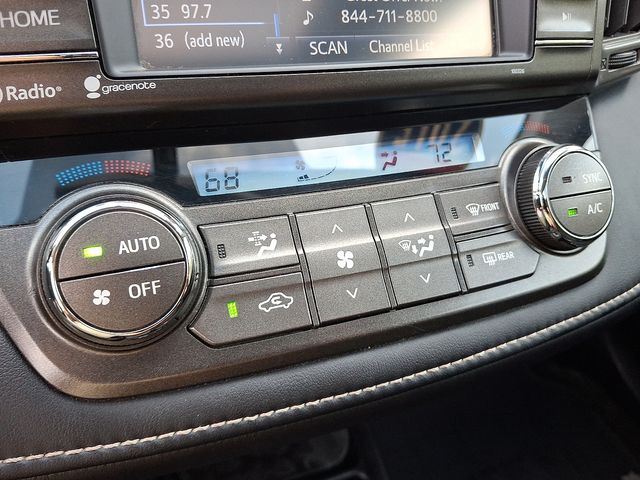 HOME
35 97.7
844-711-8800
36 (add new)
SCAN Channel List
Radio®
gracenote
68
72
AUTO
OFF
FRONT
REAR
SYNC
A/C